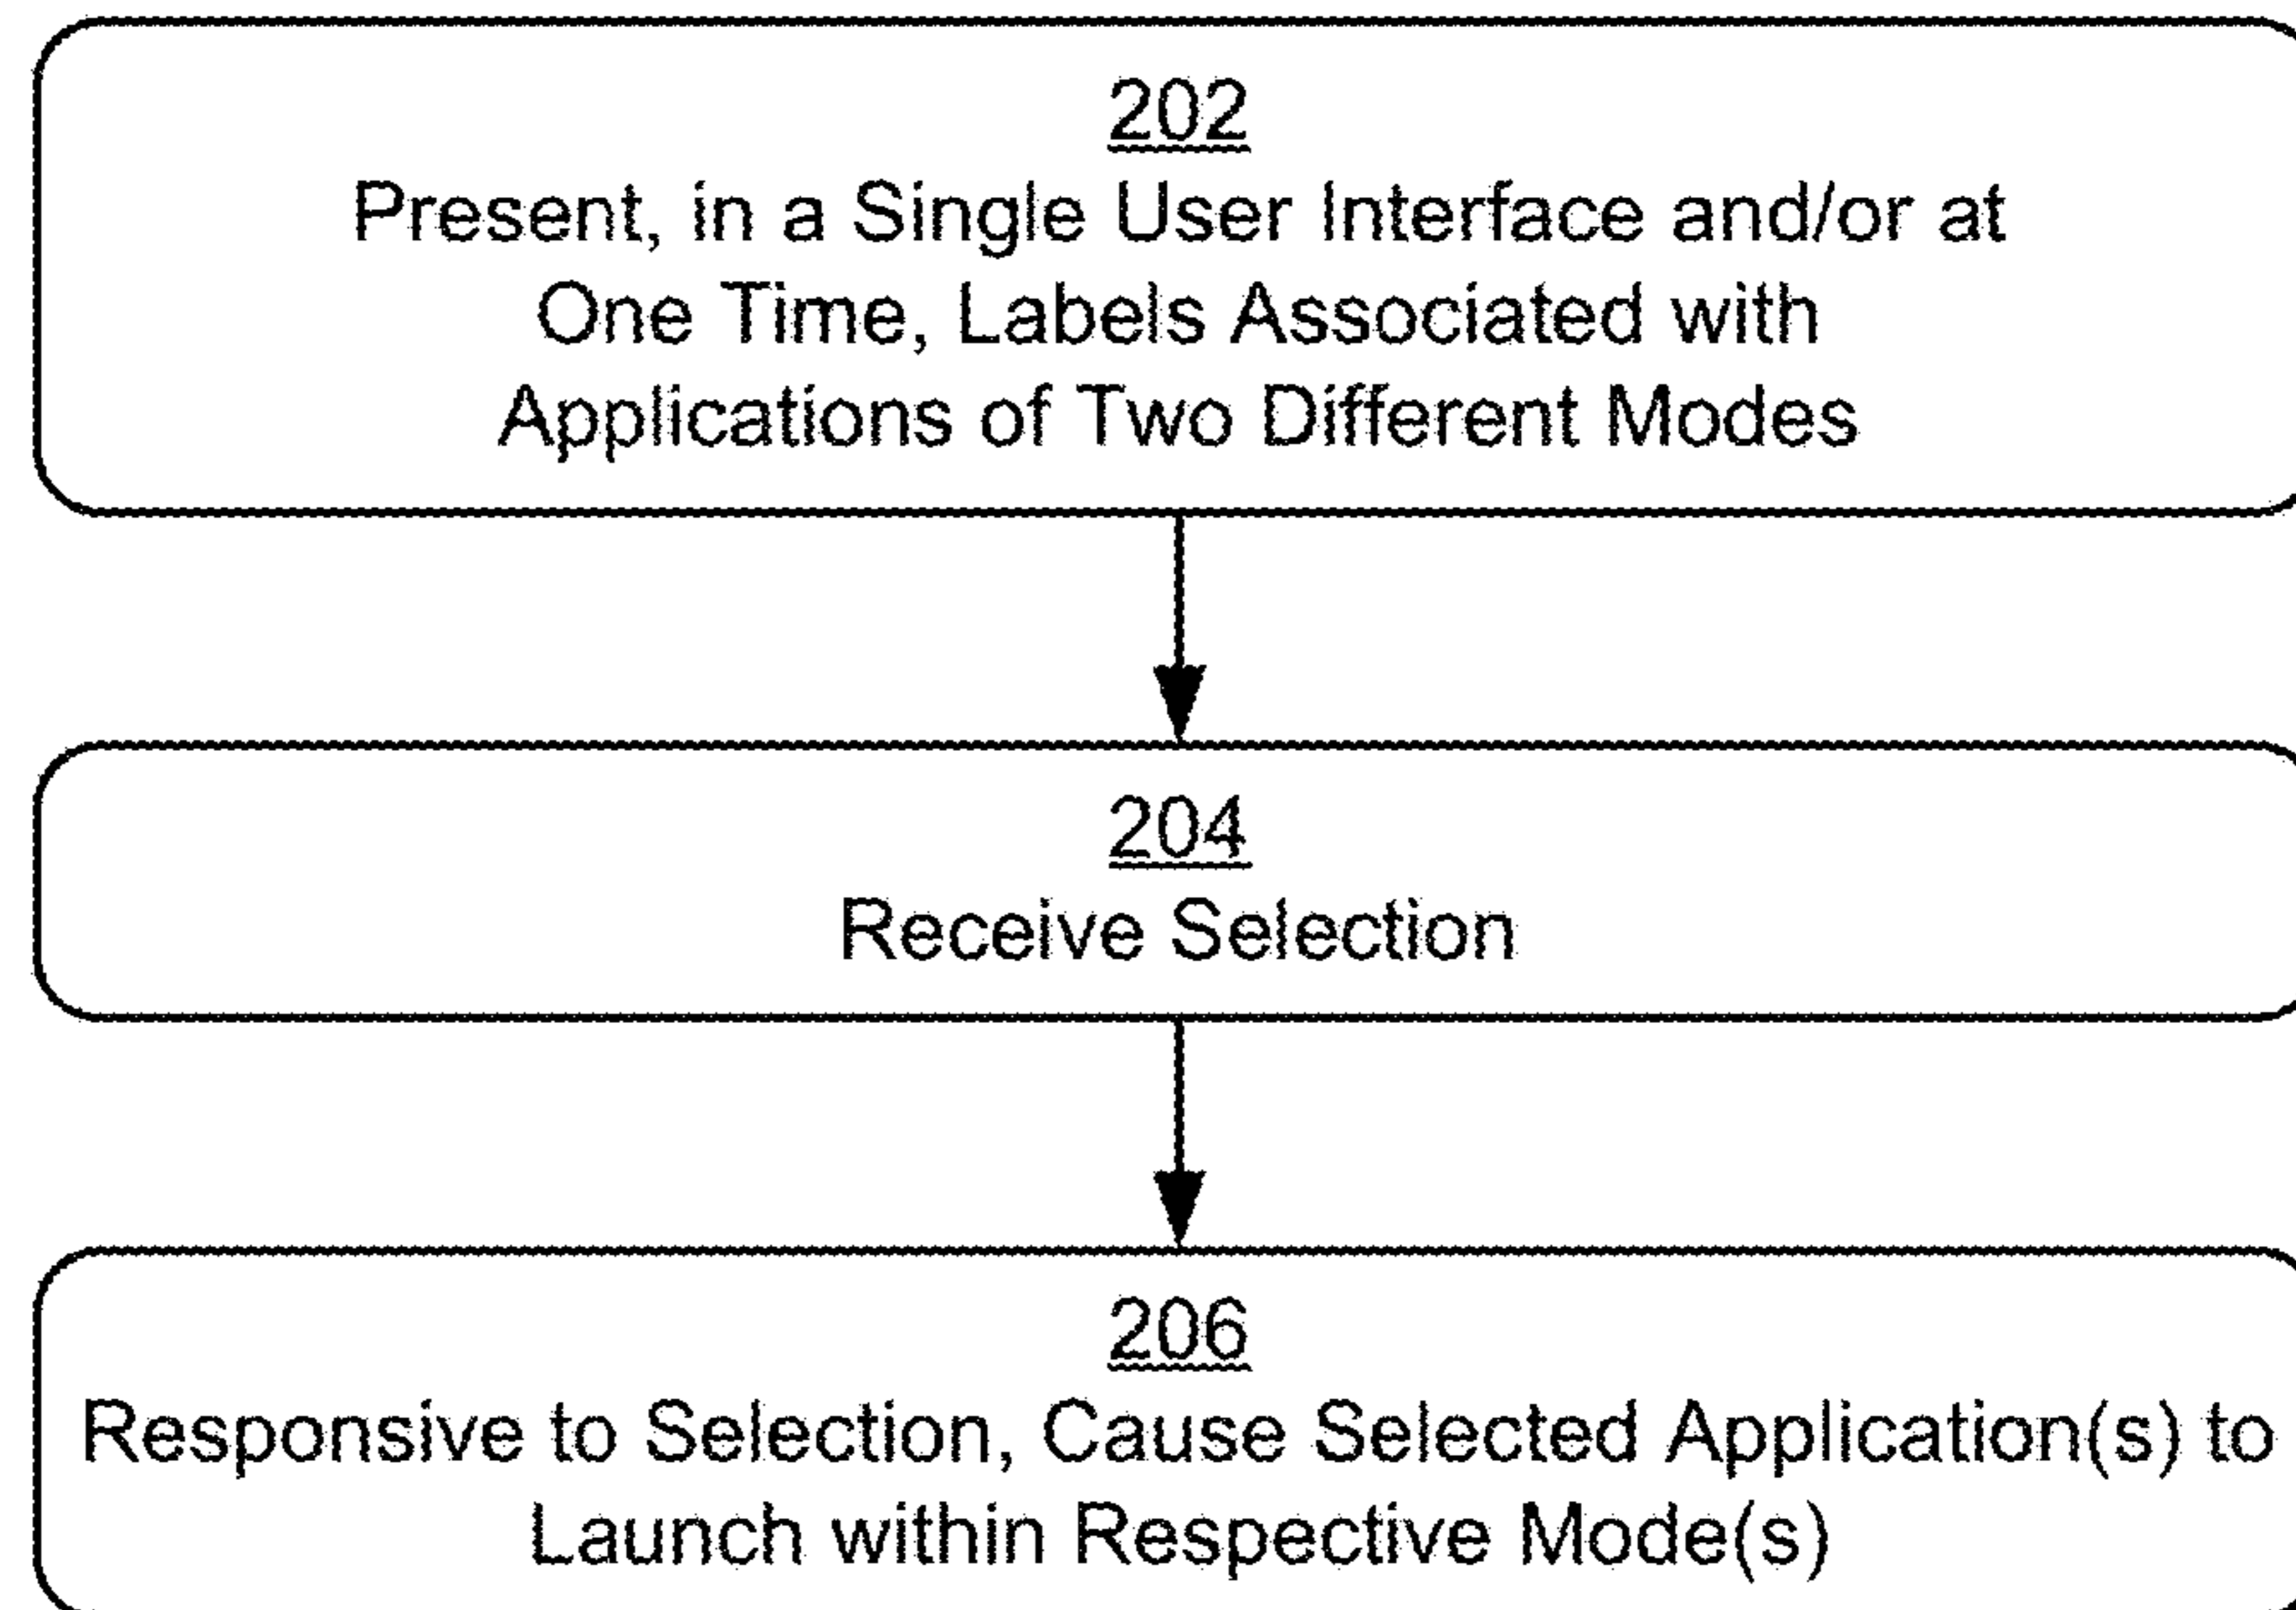 202
Present, in a Single User Interface and/or at
One Time, Labels Associated with
Applications of Two Different Modes
204
Receive Selection
206
Responsive to Selection, Cause Selected Application(s) to
Launch within Respective Mode(s)